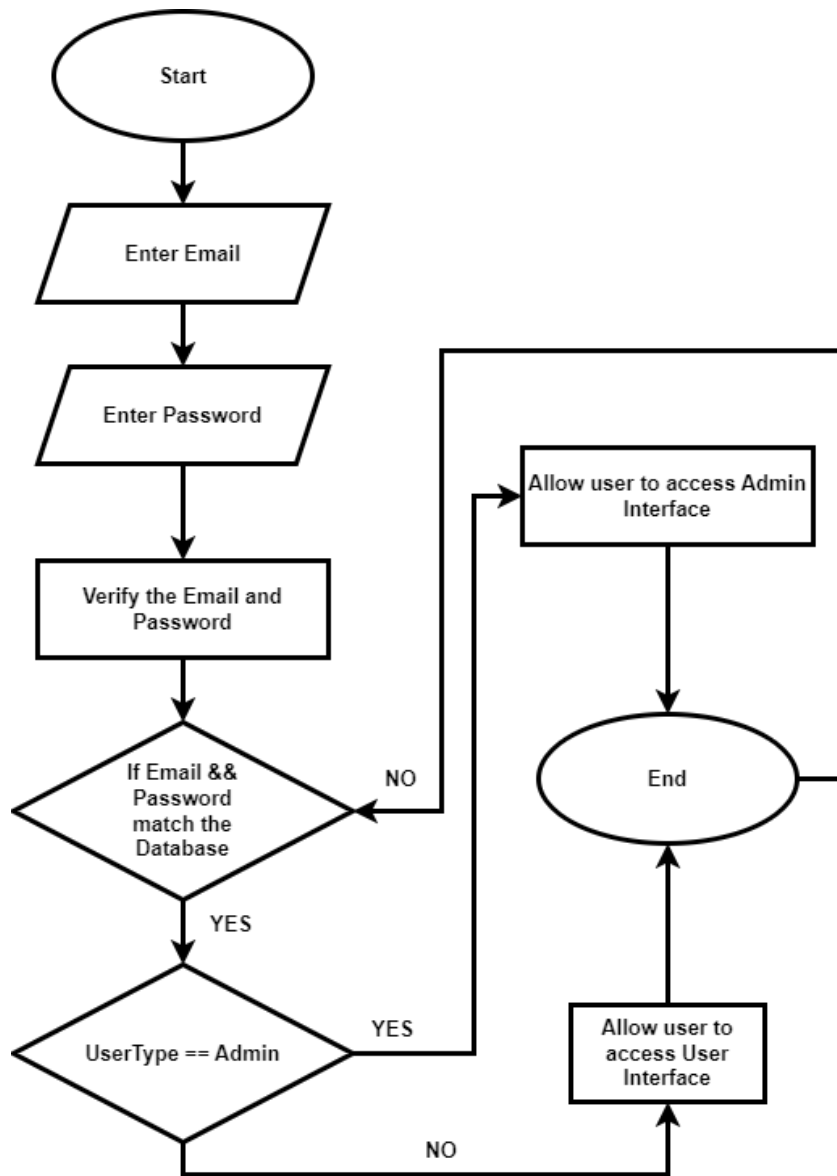 Start
Enter Email
Enter Password
Verify the Email and
Password
If Email &&
Password
match the
Database
NO
YES
UserType == Admin
YES
NO
Allow user to access Admin
Interface
End
Allow user to
access User
Interface